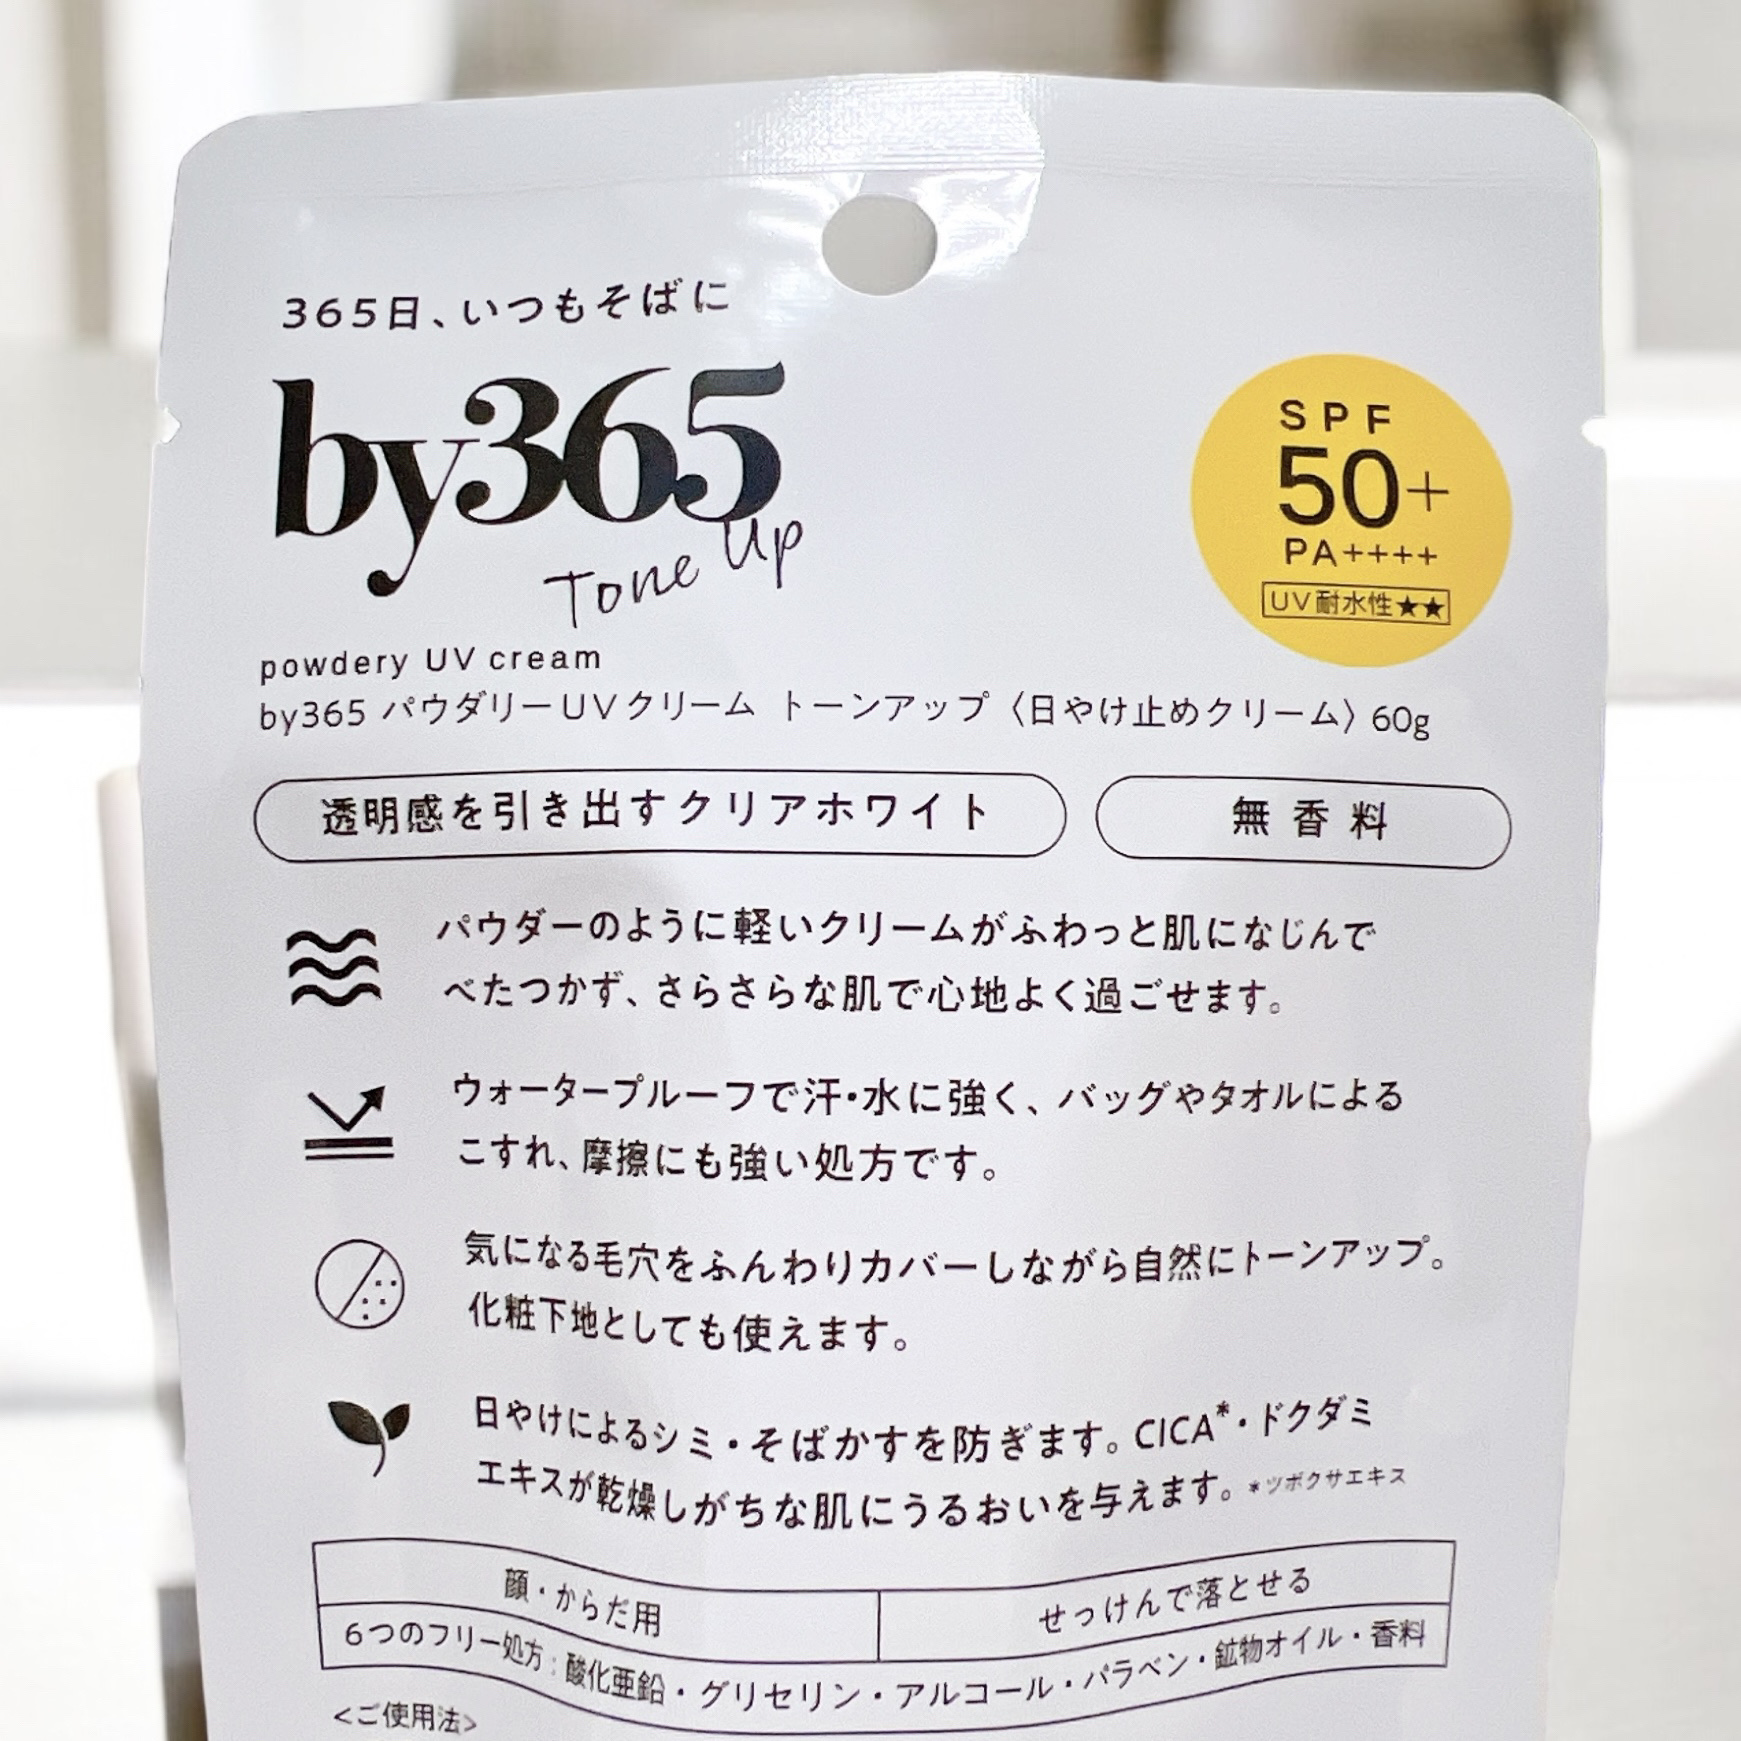 365日、いつもそばに
by365
Tone Up
SPF
50+
PA++++
UV耐水性★★
powdery UV cream
by365 パウダリーUVクリーム トーンアップ〈日やけ止めクリーム〉60g
透明感を引き出すクリアホワイト
無香料
パウダーのように軽いクリームがふわっと肌になじんで
べたつかず、さらさらな肌で心地よく過ごせます。
ウォータープルーフで汗・水に強く、バッグやタオルによる
こすれ、摩擦にも強い処方です。
気になる毛穴をふんわりカバーしながら自然にトーンアップ。
化粧下地としても使えます。
日やけによるシミ・そばかすを防ぎます。CICA*・ドクダミ
エキスが乾燥しがちな肌にうるおいを与えます。*ツボクサエキス
顔・からだ用
せっけんで落とせる
6つのフリー処方:酸化亜鉛・グリセリン・アルコール・パラベン・鉱物オイル・香料
<ご使用法>